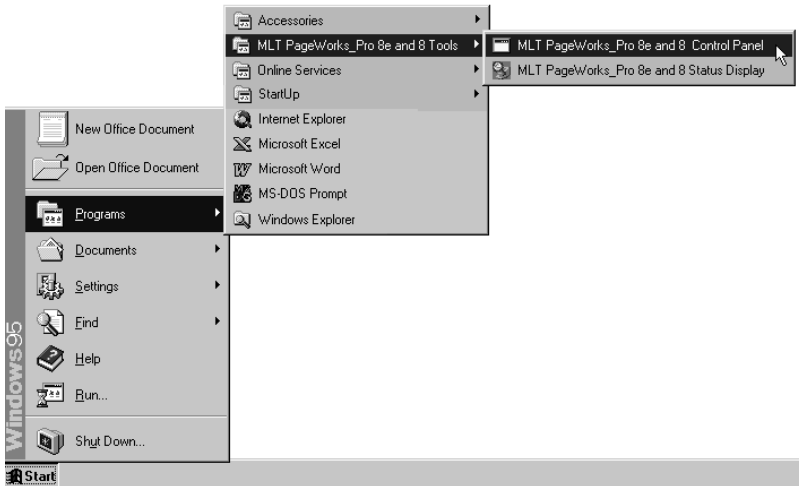 Accessories
MLT PageWorks_Pro 8e and 8 Tools
Online Services
StartUp
Internet Explorer
Microsoft Excel
Microsoft Word
MS-DOS Prompt
Windows Explorer
MLT PageWorks_Pro 8e and 8 Control Panel
MLT PageWorks_Pro 8e and 8 Status Display
New Office Document
Open Office Document
Programs
Documents
Settings
Find
Help
Run...
Shut Down...
Windows95
Start